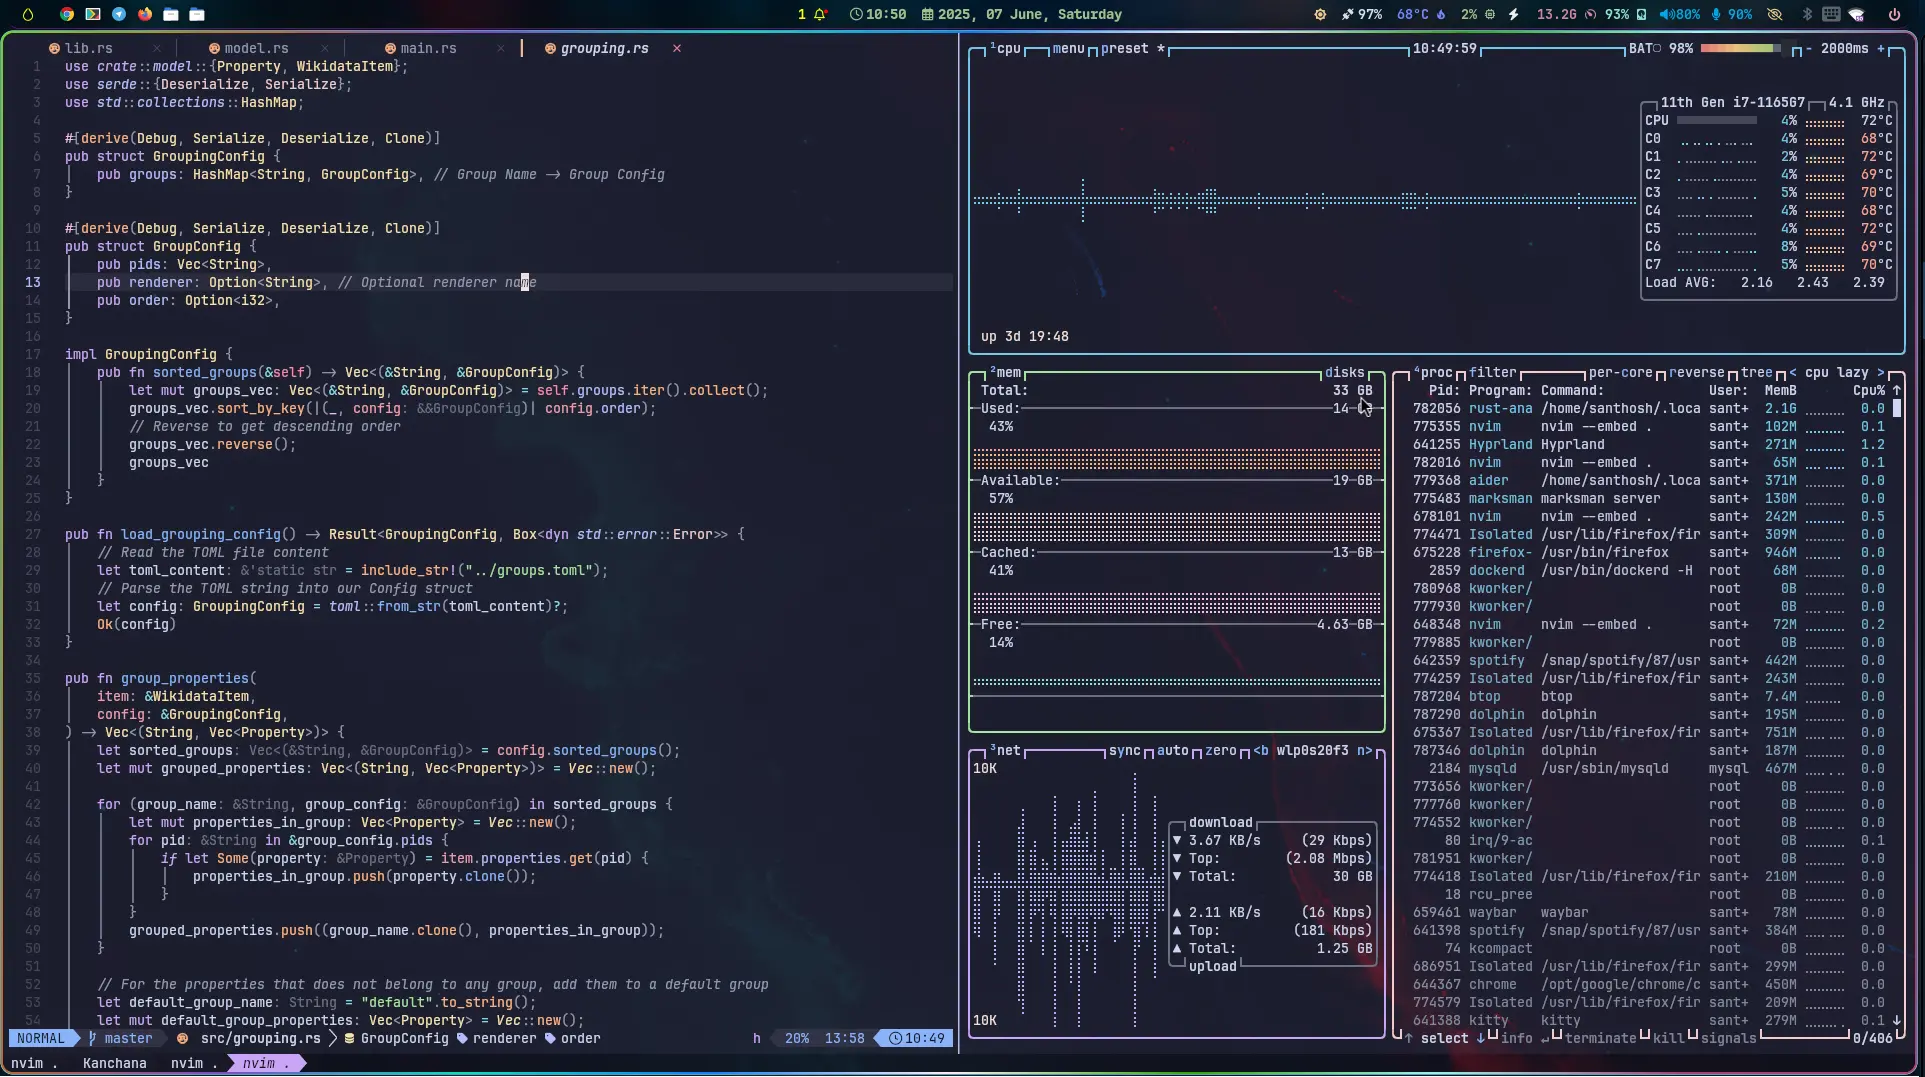 1 10:50 2025, 07 June, Saturday 97% 68°C 2% 13.2G 93% 80% 90%
lib.rs × model.rs × main.rs × grouping.rs ×
1 use crate::model::{Property, WikidataItem};
2 use serde::{Deserialize, Serialize};
3 use std::collections::HashMap;
4
5 #[derive(Debug, Serialize, Deserialize, Clone)]
6 pub struct GroupingConfig {
7 pub groups: HashMap<String, GroupConfig>, // Group Name → Group Config
8 }
9
10 #[derive(Debug, Serialize, Deserialize, Clone)]
11 pub struct GroupConfig {
12 pub pids: Vec<String>,
13 pub renderer: Option<String>, // Optional renderer name
14 pub order: Option<i32>,
15 }
16
17 impl GroupingConfig {
18 pub fn sorted_groups(&self) → Vec<(&String, &GroupConfig)> {
19 let mut groups_vec: Vec<(&String, &GroupConfig)> = self.groups.iter().collect();
20 groups_vec.sort_by_key(|(_, config: &&GroupConfig)| config.order);
21 // Reverse to get descending order
22 groups_vec.reverse();
23 groups_vec
24 }
25 }
26
27 pub fn load_grouping_config() → Result<GroupingConfig, Box<dyn std::error::Error>> {
28 // Read the TOML file content
29 let toml_content: &'static str = include_str!("../groups.toml");
30 // Parse the TOML string into our Config struct
31 let config: GroupingConfig = toml::from_str(toml_content)?;
32 Ok(config)
33 }
34
35 pub fn group_properties(
36 item: &WikidataItem,
37 config: &GroupingConfig,
38 ) → Vec<(String, Vec<Property>)> {
39 let sorted_groups: Vec<(&String, &GroupConfig)> = config.sorted_groups();
40 let mut grouped_properties: Vec<(String, Vec<Property>)> = Vec::new();
41
42 for (group_name: &String, group_config: &GroupConfig) in sorted_groups {
43 let mut properties_in_group: Vec<Property> = Vec::new();
44 for pid: &String in &group_config.pids {
45 if let Some(property: &Property) = item.properties.get(pid) {
46 properties_in_group.push(property.clone());
47 }
48 }
49 grouped_properties.push((group_name.clone(), properties_in_group));
50 }
51
52 // For the properties that does not belong to any group, add them to a default group
53 let default_group_name: String = "default".to_string();
54 let mut default_group_properties: Vec<Property> = Vec::new();
NORMAL master src/grouping.rs GroupConfig renderer order h 20% 13:58 10:49
nvim . Kanchana nvim . nvim .
¹cpu menu preset * 10:49:59 BAT 98% - 2000ms +
11th Gen i7-1165G7 4.1 GHz
CPU 4% 72°C
C0 4% 68°C
C1 2% 72°C
C2 4% 69°C
C3 5% 70°C
C4 4% 68°C
C5 4% 72°C
C6 8% 69°C
C7 5% 70°C
Load AVG: 2.16 2.43 2.39
up 3d 19:48
²mem disks
Total: 33 GB
Used: 14
43%
Available: 19 GB
57%
Cached: 13 GB
41%
Free: 4.63 GB
14%
³net sync auto zero <b wlp0s20f3 n>
10K
download
▼ 3.67 KB/s (29 Kbps)
▼ Top: (2.08 Mbps)
▼ Total: 30 GB
▲ 2.11 KB/s (16 Kbps)
▲ Top: (181 Kbps)
▲ Total: 1.25 GB
upload
10K
⁴proc filter per-core reverse tree < cpu lazy >
Pid: Program: Command: User: MemB Cpu% ↑
782056 rust-ana /home/santhosh/.loca sant+ 2.1G 0.0
775355 nvim nvim --embed . sant+ 102M 0.1
641255 Hyprland Hyprland sant+ 271M 1.2
782016 nvim nvim --embed . sant+ 65M 0.1
779368 aider /home/santhosh/.loca sant+ 371M 0.0
775483 marksman marksman server sant+ 130M 0.0
678101 nvim nvim --embed . sant+ 242M 0.5
774471 Isolated /usr/lib/firefox/fir sant+ 309M 0.0
675228 firefox- /usr/bin/firefox sant+ 946M 0.0
2859 dockerd /usr/bin/dockerd -H root 68M 0.0
780968 kworker/ root 0B 0.0
777930 kworker/ root 0B 0.0
648348 nvim nvim --embed . sant+ 72M 0.2
779885 kworker/ root 0B 0.0
642359 spotify /snap/spotify/87/usr sant+ 442M 0.0
774259 Isolated /usr/lib/firefox/fir sant+ 243M 0.0
787204 btop btop sant+ 7.4M 0.0
787290 dolphin dolphin sant+ 195M 0.0
675367 Isolated /usr/lib/firefox/fir sant+ 751M 0.0
787346 dolphin dolphin sant+ 187M 0.0
2184 mysqld /usr/sbin/mysqld mysql 467M 0.0
773656 kworker/ root 0B 0.0
777760 kworker/ root 0B 0.0
774552 kworker/ root 0B 0.0
80 irq/9-ac root 0B 0.1
781951 kworker/ root 0B 0.0
774418 Isolated /usr/lib/firefox/fir sant+ 210M 0.0
18 rcu_pree root 0B 0.0
659461 waybar waybar sant+ 78M 0.0
641398 spotify /snap/spotify/87/usr sant+ 384M 0.0
74 kcompact root 0B 0.0
686951 Isolated /usr/lib/firefox/fir sant+ 299M 0.0
644367 chrome /opt/google/chrome/c sant+ 450M 0.0
774579 Isolated /usr/lib/firefox/fir sant+ 209M 0.0
641388 kitty kitty sant+ 279M 0.1 ↓
↑ select ↓ info ↵ terminate kill signals 0/406